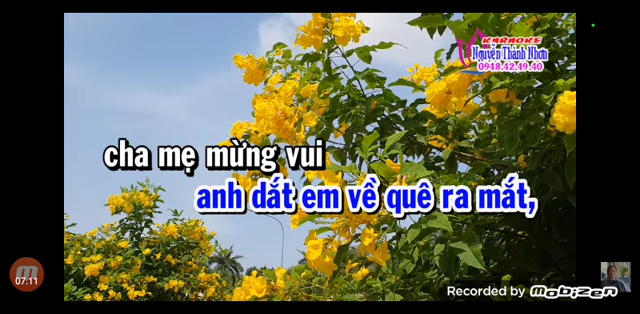 KARAOKE
Nguyễn Thành Nhơn
0948.42.49.40
cha mẹ mừng vui
anh dắt em về quê ra mắt,
07:11
Recorded by Mobizen